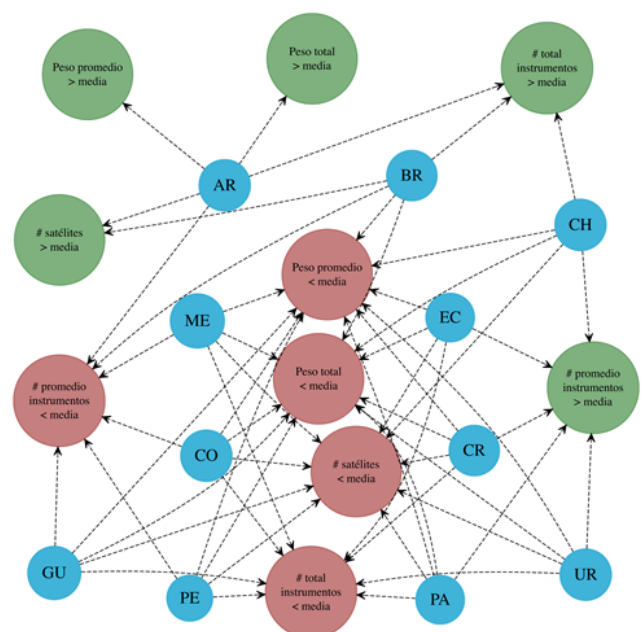 Peso promedio
> media
Peso total
> media
# total
instrumentos
> media
AR
BR
# satélites
> media
CH
Peso promedio
< media
ME
EC
Peso total
< media
# promedio
instrumentos
< media
# promedio
instrumentos
> media
CO
CR
# satélites
< media
GU
PE
# total
instrumentos
< media
PA
UR